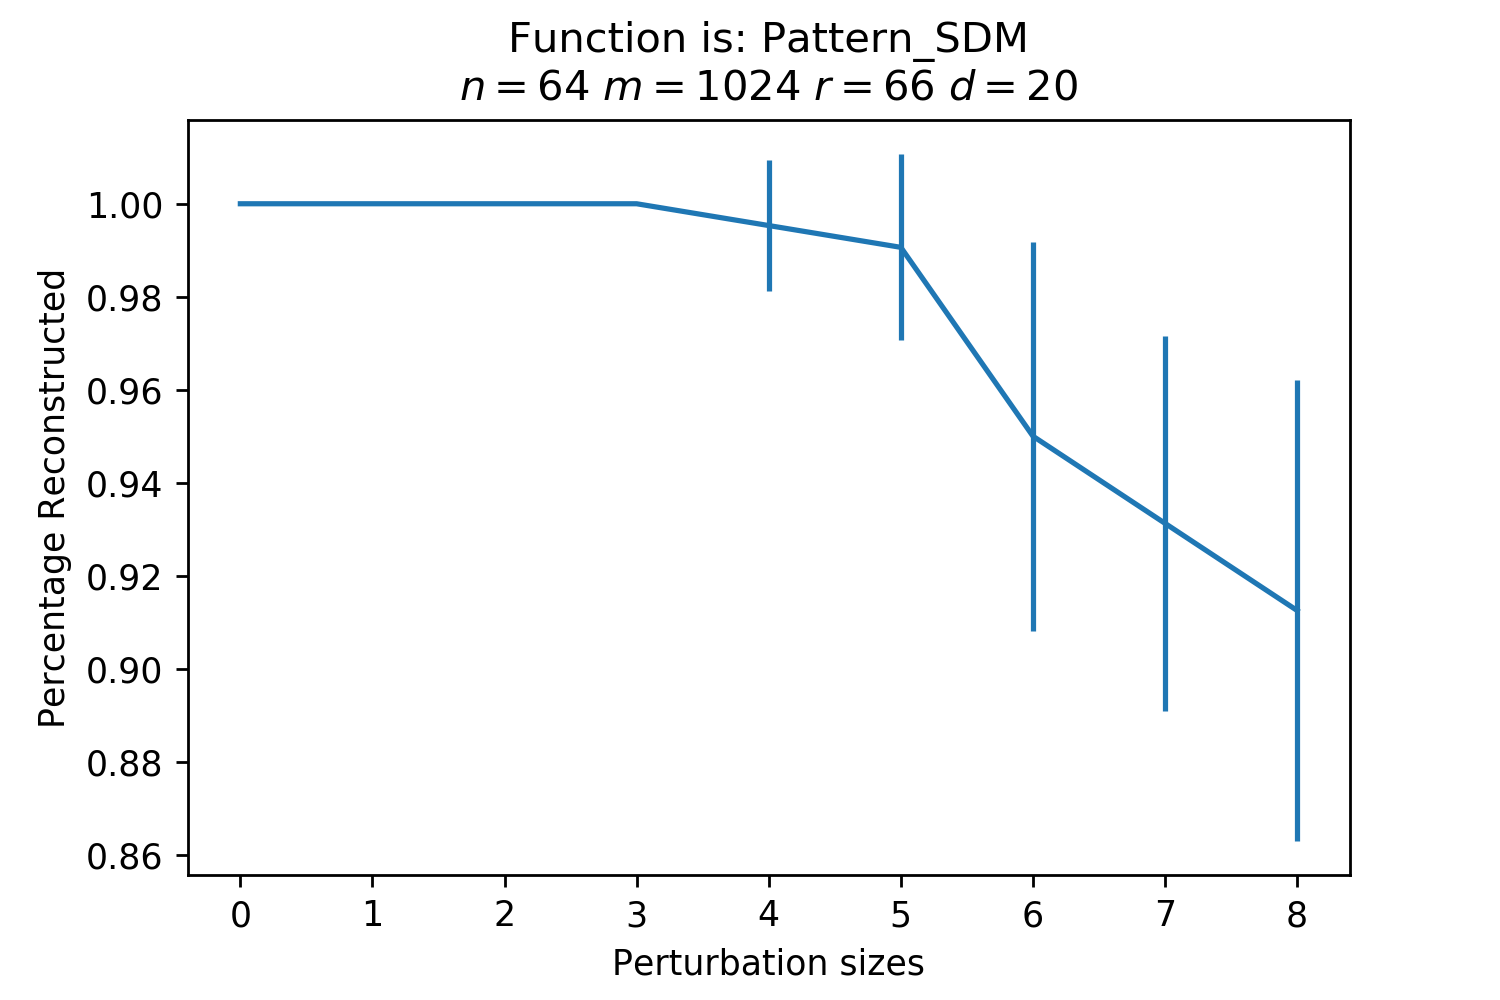 Function is: Pattern_SDM
n = 64 m = 1024 r = 66 d = 20
Percentage Reconstructed
1.00
0.98
0.96
0.94
0.92
0.90
0.88
0.86
0 1 2 3 4 5 6 7 8
Perturbation sizes